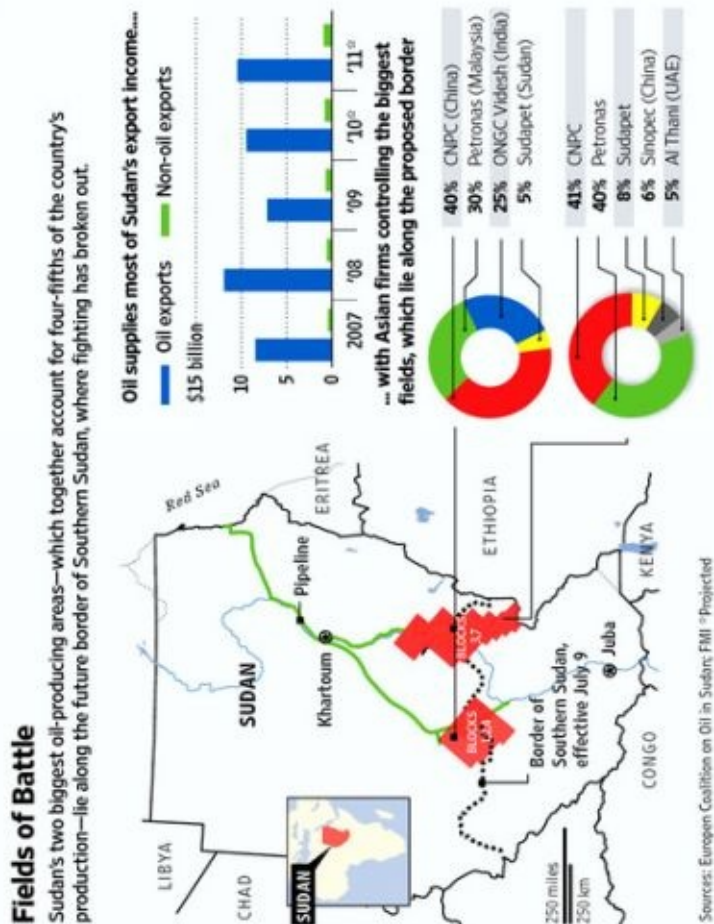 Fields of Battle
Sudan's two biggest oil-producing areas—which together account for four-fifths of the country's
production—lie along the future border of Southern Sudan, where fighting has broken out.
LIBYA
CHAD
SUDAN
250 miles
250 km
SUDAN
Khartoum
Pipeline
Red Sea
ERITREA
ETHIOPIA
KENYA
CONGO
Juba
BLOCKS
BLOCKS
3,7
Border of
Southern Sudan,
effective July 9
Oil supplies most of Sudan's export income....
Oil exports
Non-oil exports
$15 billion
10
5
0
2007
'08
'09
'10☆
'11☆
... with Asian firms controlling the biggest
fields, which lie along the proposed border
40% CNPC (China)
30% Petronas (Malaysia)
25% ONGC Videsh (India)
5% Sudapet (Sudan)
41% CNPC
40% Petronas
8% Sudapet
6% Sinopec (China)
5% Al Thani (UAE)
Sources: Europen Coalition on Oil in Sudan; FMI ☆Projected